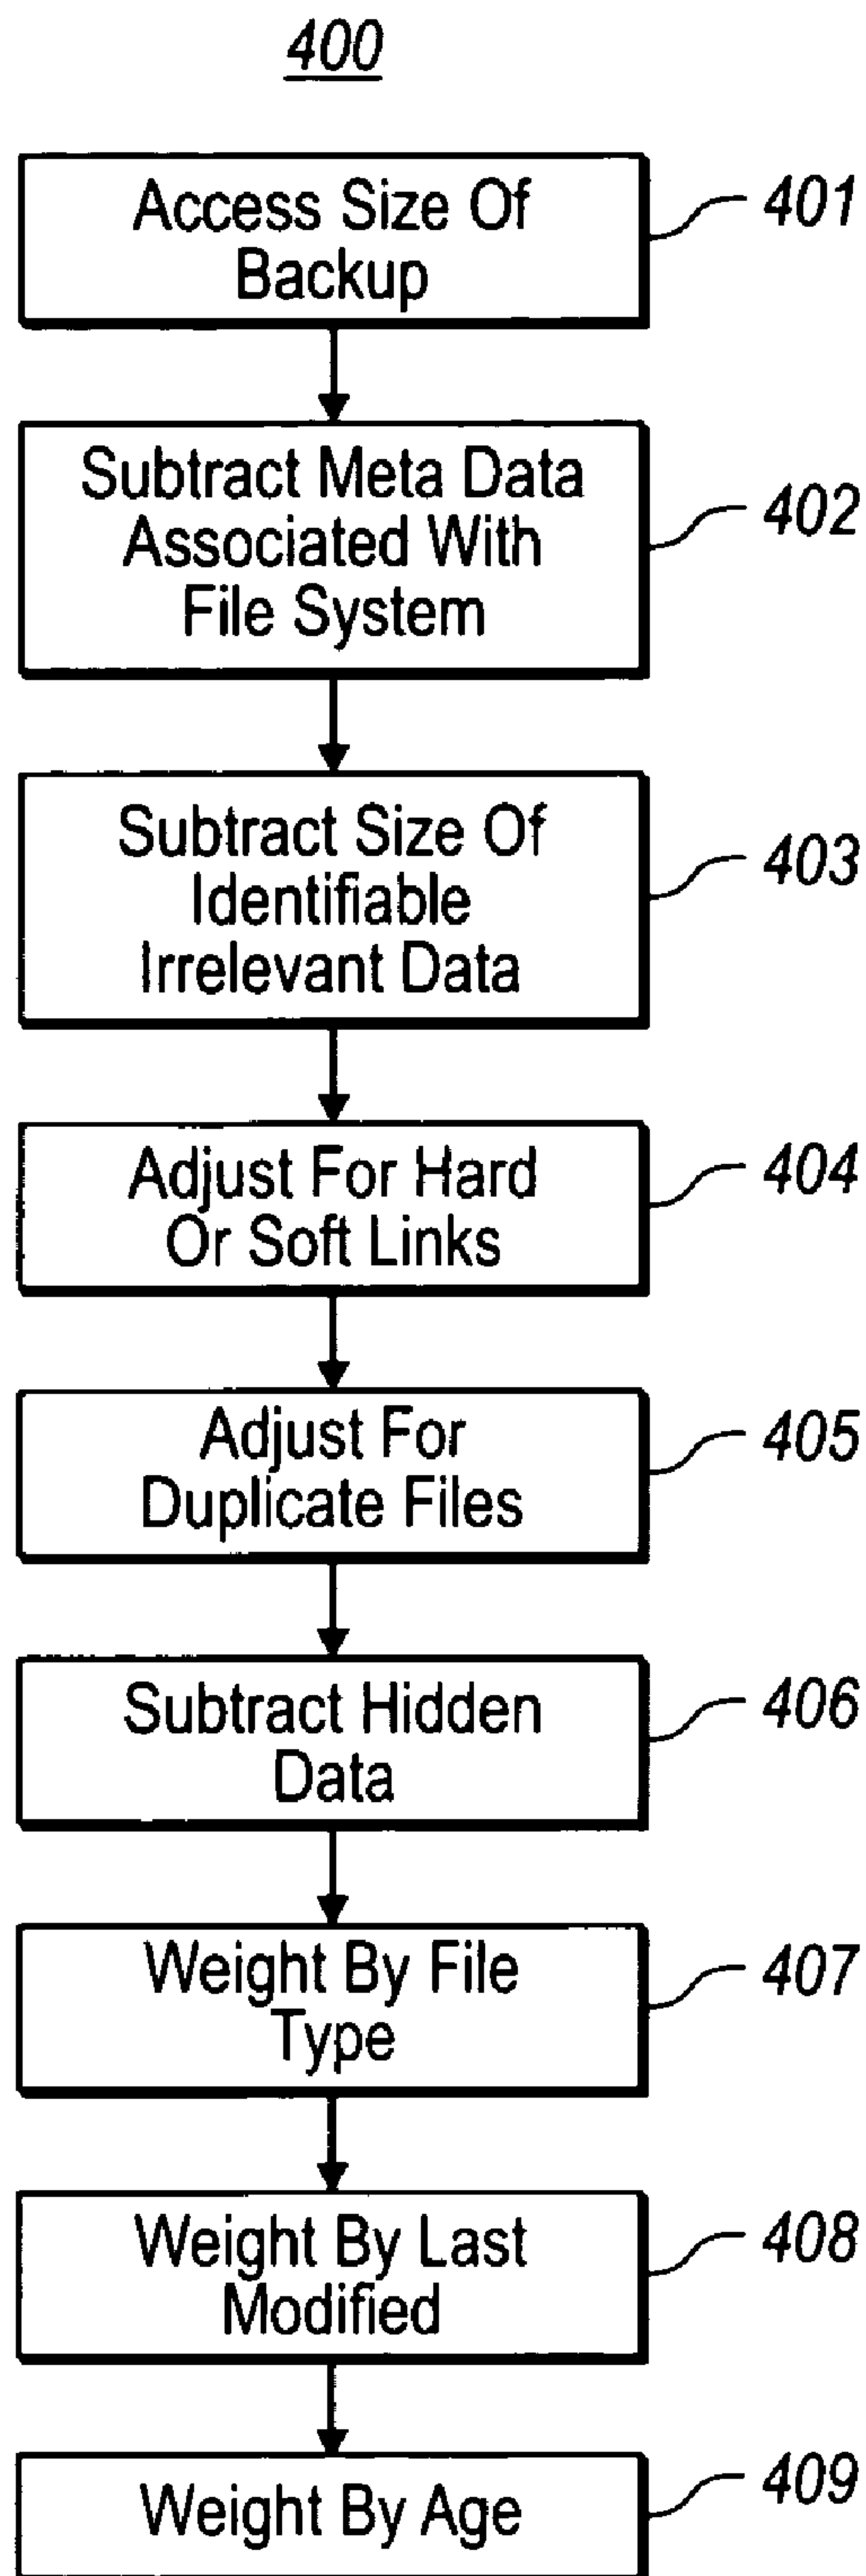 400
Access Size Of
Backup
401
Subtract Meta Data
Associated With
File System
402
Subtract Size Of
Identifiable
Irrelevant Data
403
Adjust For Hard
Or Soft Links
404
Adjust For
Duplicate Files
405
Subtract Hidden
Data
406
Weight By File
Type
407
Weight By Last
Modified
408
Weight By Age
409